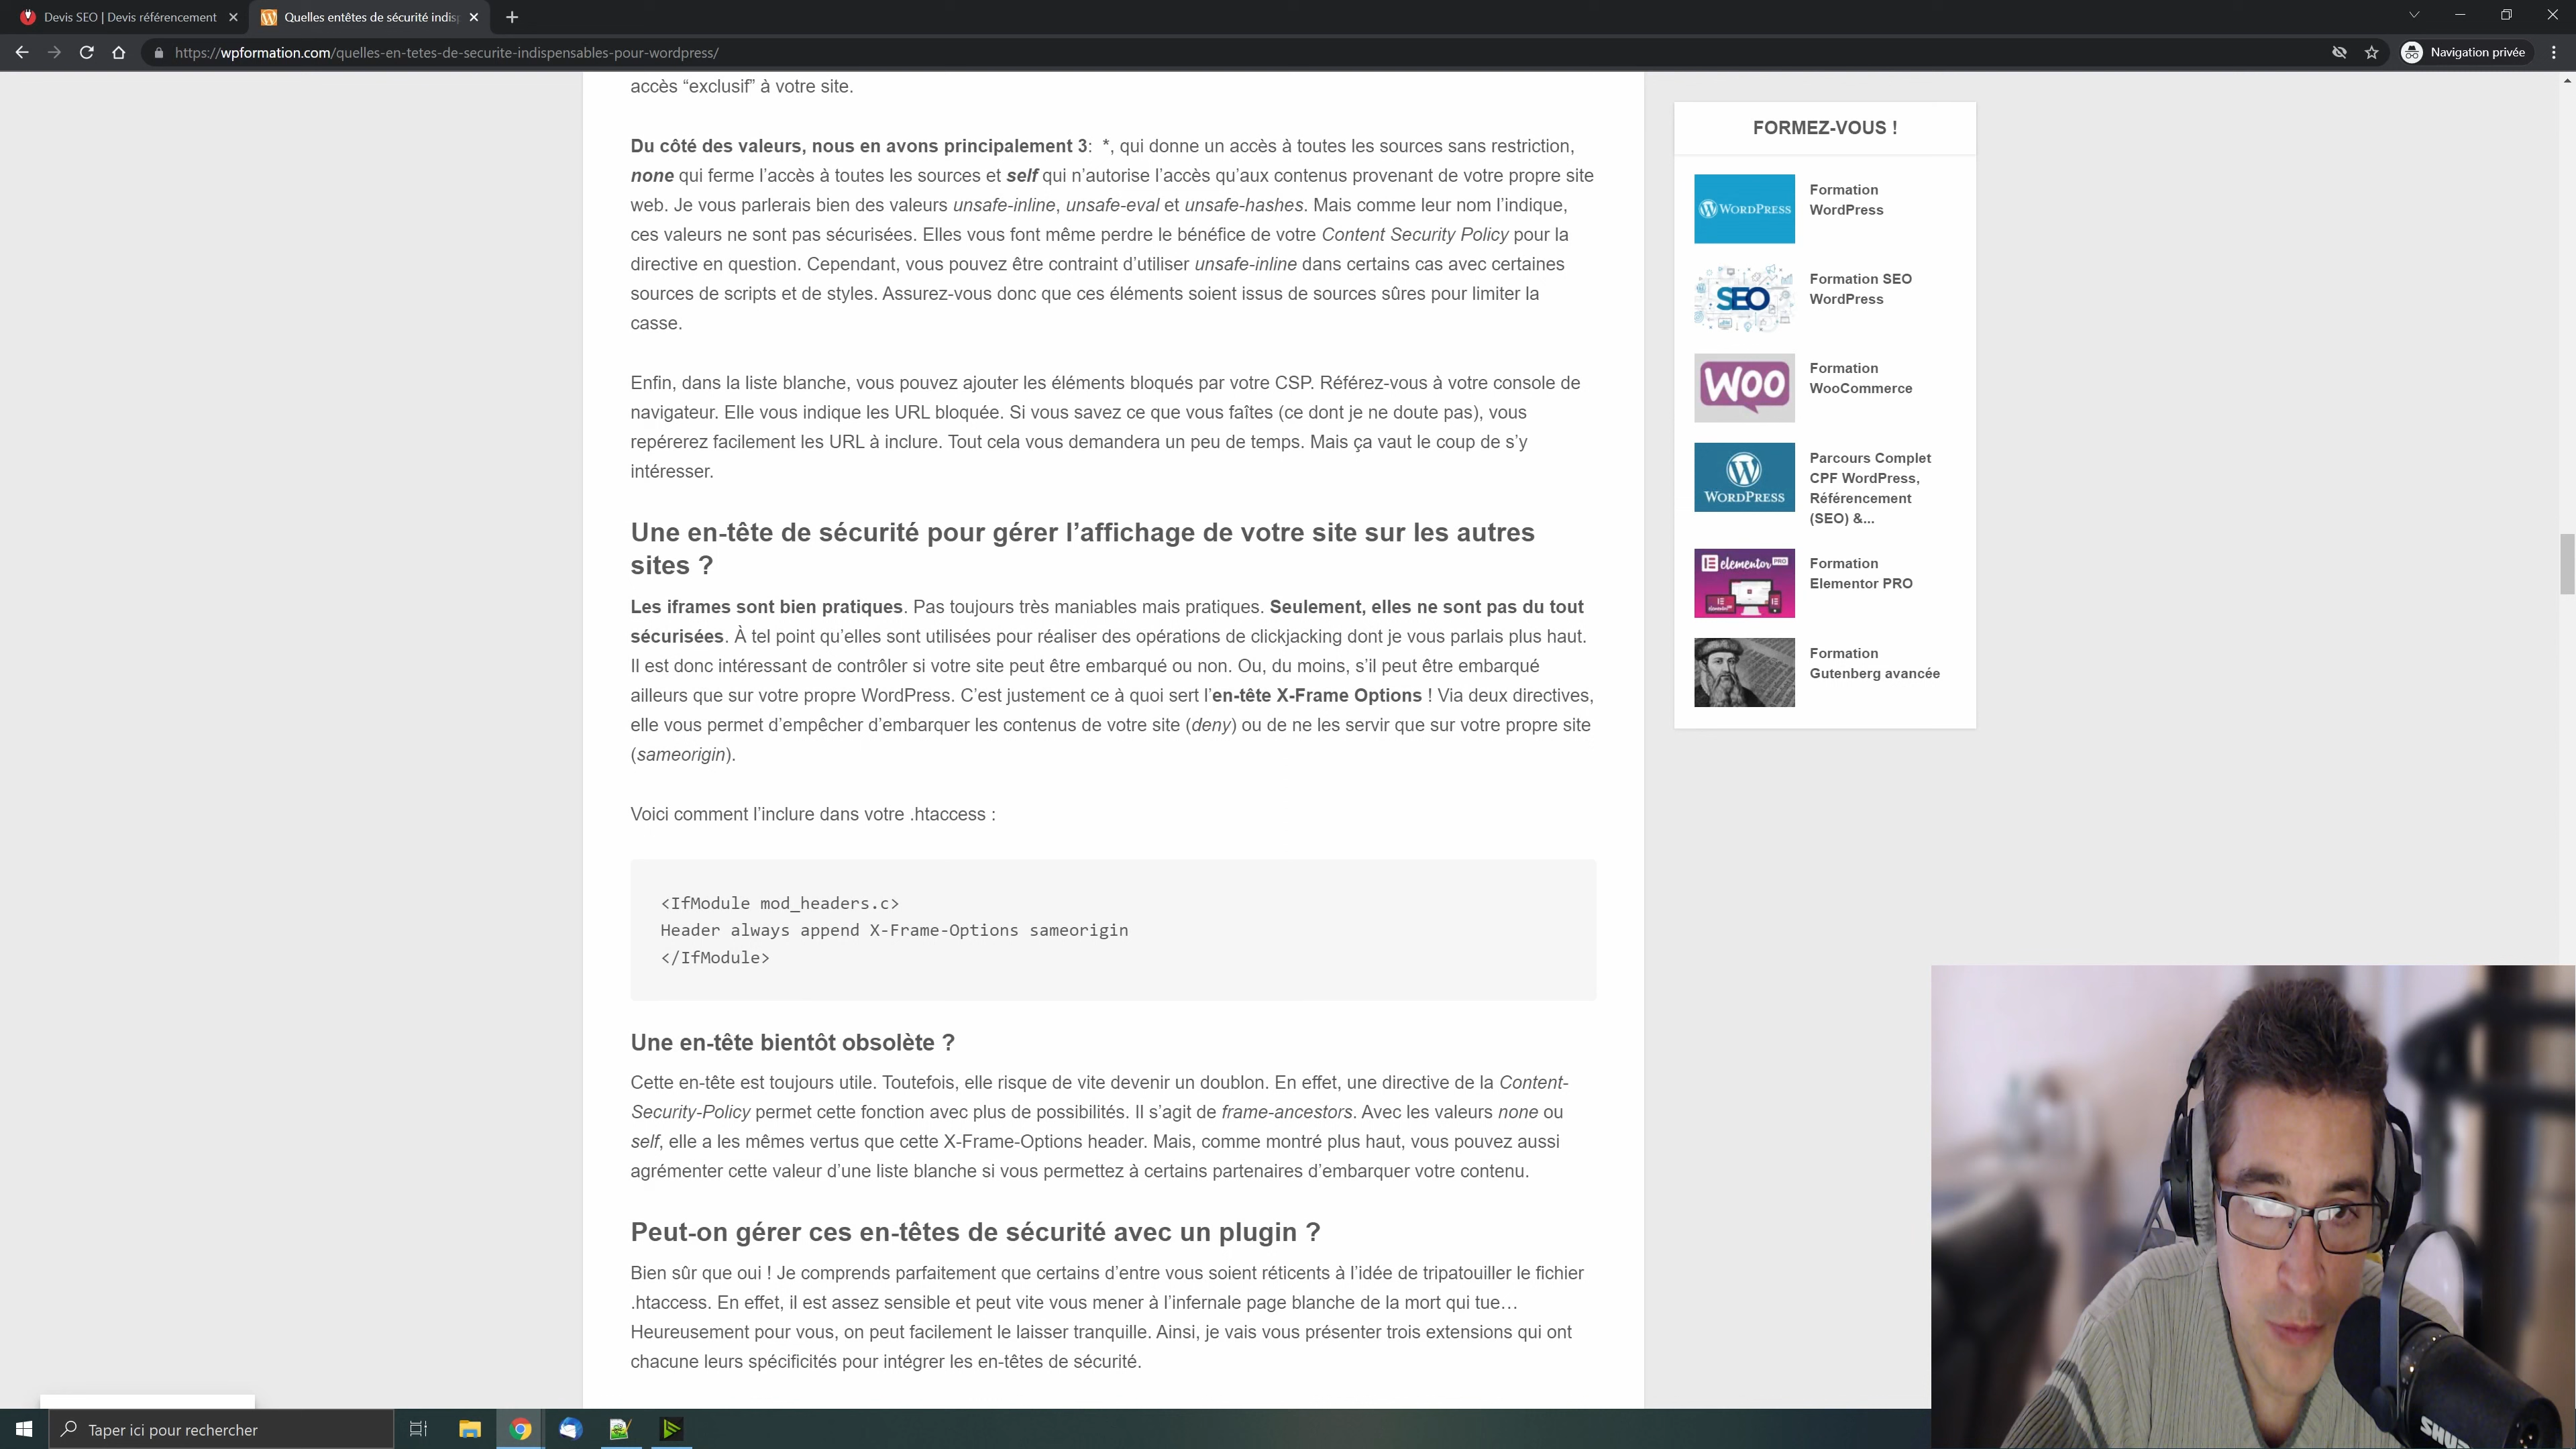 Devis SEO | Devis référencement
Quelles entêtes de sécurité indis
https://wpformation.com/quelles-en-tetes-de-securite-indispensables-pour-wordpress/
Navigation privée
accès “exclusif” à votre site.
Du côté des valeurs, nous en avons principalement 3:  *, qui donne un accès à toutes les sources sans restriction,
none qui ferme l’accès à toutes les sources et self qui n’autorise l’accès qu’aux contenus provenant de votre propre site
web. Je vous parlerais bien des valeurs unsafe-inline, unsafe-eval et unsafe-hashes. Mais comme leur nom l’indique,
ces valeurs ne sont pas sécurisées. Elles vous font même perdre le bénéfice de votre Content Security Policy pour la
directive en question. Cependant, vous pouvez être contraint d’utiliser unsafe-inline dans certains cas avec certaines
sources de scripts et de styles. Assurez-vous donc que ces éléments soient issus de sources sûres pour limiter la
casse.
Enfin, dans la liste blanche, vous pouvez ajouter les éléments bloqués par votre CSP. Référez-vous à votre console de
navigateur. Elle vous indique les URL bloquée. Si vous savez ce que vous faîtes (ce dont je ne doute pas), vous
repérerez facilement les URL à inclure. Tout cela vous demandera un peu de temps. Mais ça vaut le coup de s’y
intéresser.
Une en-tête de sécurité pour gérer l’affichage de votre site sur les autres
sites ?
Les iframes sont bien pratiques. Pas toujours très maniables mais pratiques. Seulement, elles ne sont pas du tout
sécurisées. À tel point qu’elles sont utilisées pour réaliser des opérations de clickjacking dont je vous parlais plus haut.
Il est donc intéressant de contrôler si votre site peut être embarqué ou non. Ou, du moins, s’il peut être embarqué
ailleurs que sur votre propre WordPress. C’est justement ce à quoi sert l’en-tête X-Frame Options ! Via deux directives,
elle vous permet d’empêcher d’embarquer les contenus de votre site (deny) ou de ne les servir que sur votre propre site
(sameorigin).
Voici comment l’inclure dans votre .htaccess :
<IfModule mod_headers.c>
Header always append X-Frame-Options sameorigin
</IfModule>
Une en-tête bientôt obsolète ?
Cette en-tête est toujours utile. Toutefois, elle risque de vite devenir un doublon. En effet, une directive de la Content-
Security-Policy permet cette fonction avec plus de possibilités. Il s’agit de frame-ancestors. Avec les valeurs none ou
self, elle a les mêmes vertus que cette X-Frame-Options header. Mais, comme montré plus haut, vous pouvez aussi
agrémenter cette valeur d’une liste blanche si vous permettez à certains partenaires d’embarquer votre contenu.
Peut-on gérer ces en-têtes de sécurité avec un plugin ?
Bien sûr que oui ! Je comprends parfaitement que certains d’entre vous soient réticents à l’idée de tripatouiller le fichier
.htaccess. En effet, il est assez sensible et peut vite vous mener à l’infernale page blanche de la mort qui tue…
Heureusement pour vous, on peut facilement le laisser tranquille. Ainsi, je vais vous présenter trois extensions qui ont
chacune leurs spécificités pour intégrer les en-têtes de sécurité.
FORMEZ-VOUS !
WORDPRESS
Formation
WordPress
SEO
Formation SEO
WordPress
WOO
Formation
WooCommerce
WORDPRESS
Parcours Complet
CPF WordPress,
Référencement
(SEO) &...
elementor PRO
Formation
Elementor PRO
Formation
Gutenberg avancée
Taper ici pour rechercher